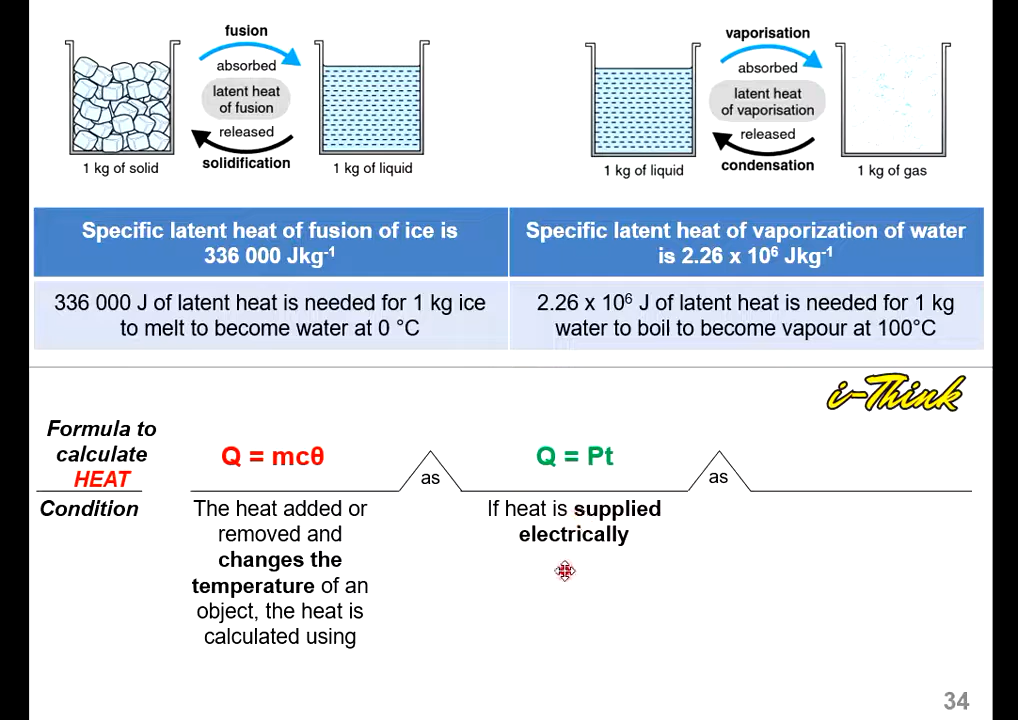 fusion
absorbed
latent heat
of fusion
released
solidification
1 kg of solid
1 kg of liquid
vaporisation
absorbed
latent heat
of vaporisation
released
condensation
1 kg of liquid
1 kg of gas
Specific latent heat of fusion of ice is
336 000 Jkg⁻¹
Specific latent heat of vaporization of water
is 2.26 x 10⁶ Jkg⁻¹
336 000 J of latent heat is needed for 1 kg ice
to melt to become water at 0 °C
2.26 x 10⁶ J of latent heat is needed for 1 kg
water to boil to become vapour at 100°C
i-Think
Formula to
calculate
HEAT
Q = mcθ
as
Q = Pt
as
Condition
The heat added or
removed and
changes the
temperature of an
object, the heat is
calculated using
If heat is supplied
electrically
34